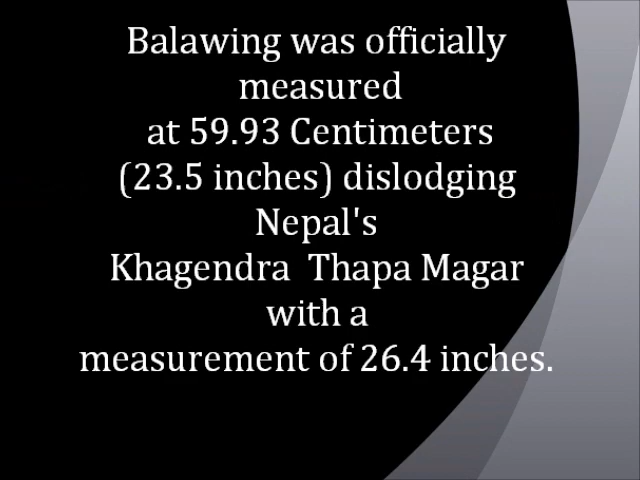 Balawing was officially
measured
at 59.93 Centimeters
(23.5 inches) dislodging
Nepal's
Khagendra  Thapa Magar
with a
measurement of 26.4 inches.